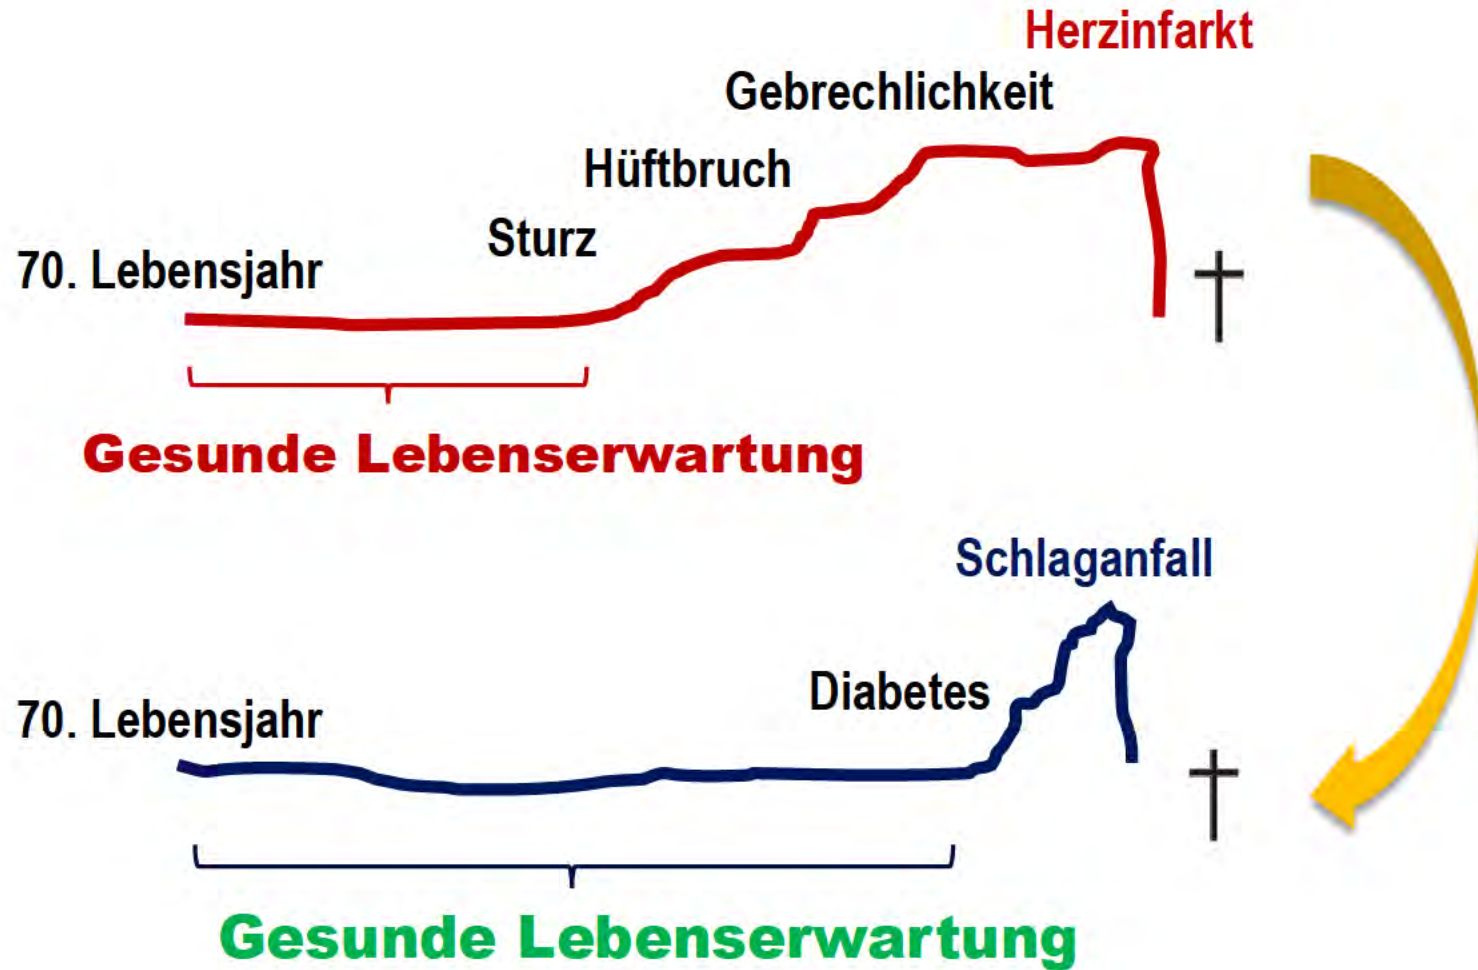 Herzinfarkt
Gebrechlichkeit
Hüftbruch
Sturz
70. Lebensjahr
Gesunde Lebenserwartung
Schlaganfall
Diabetes
70. Lebensjahr
Gesunde Lebenserwartung